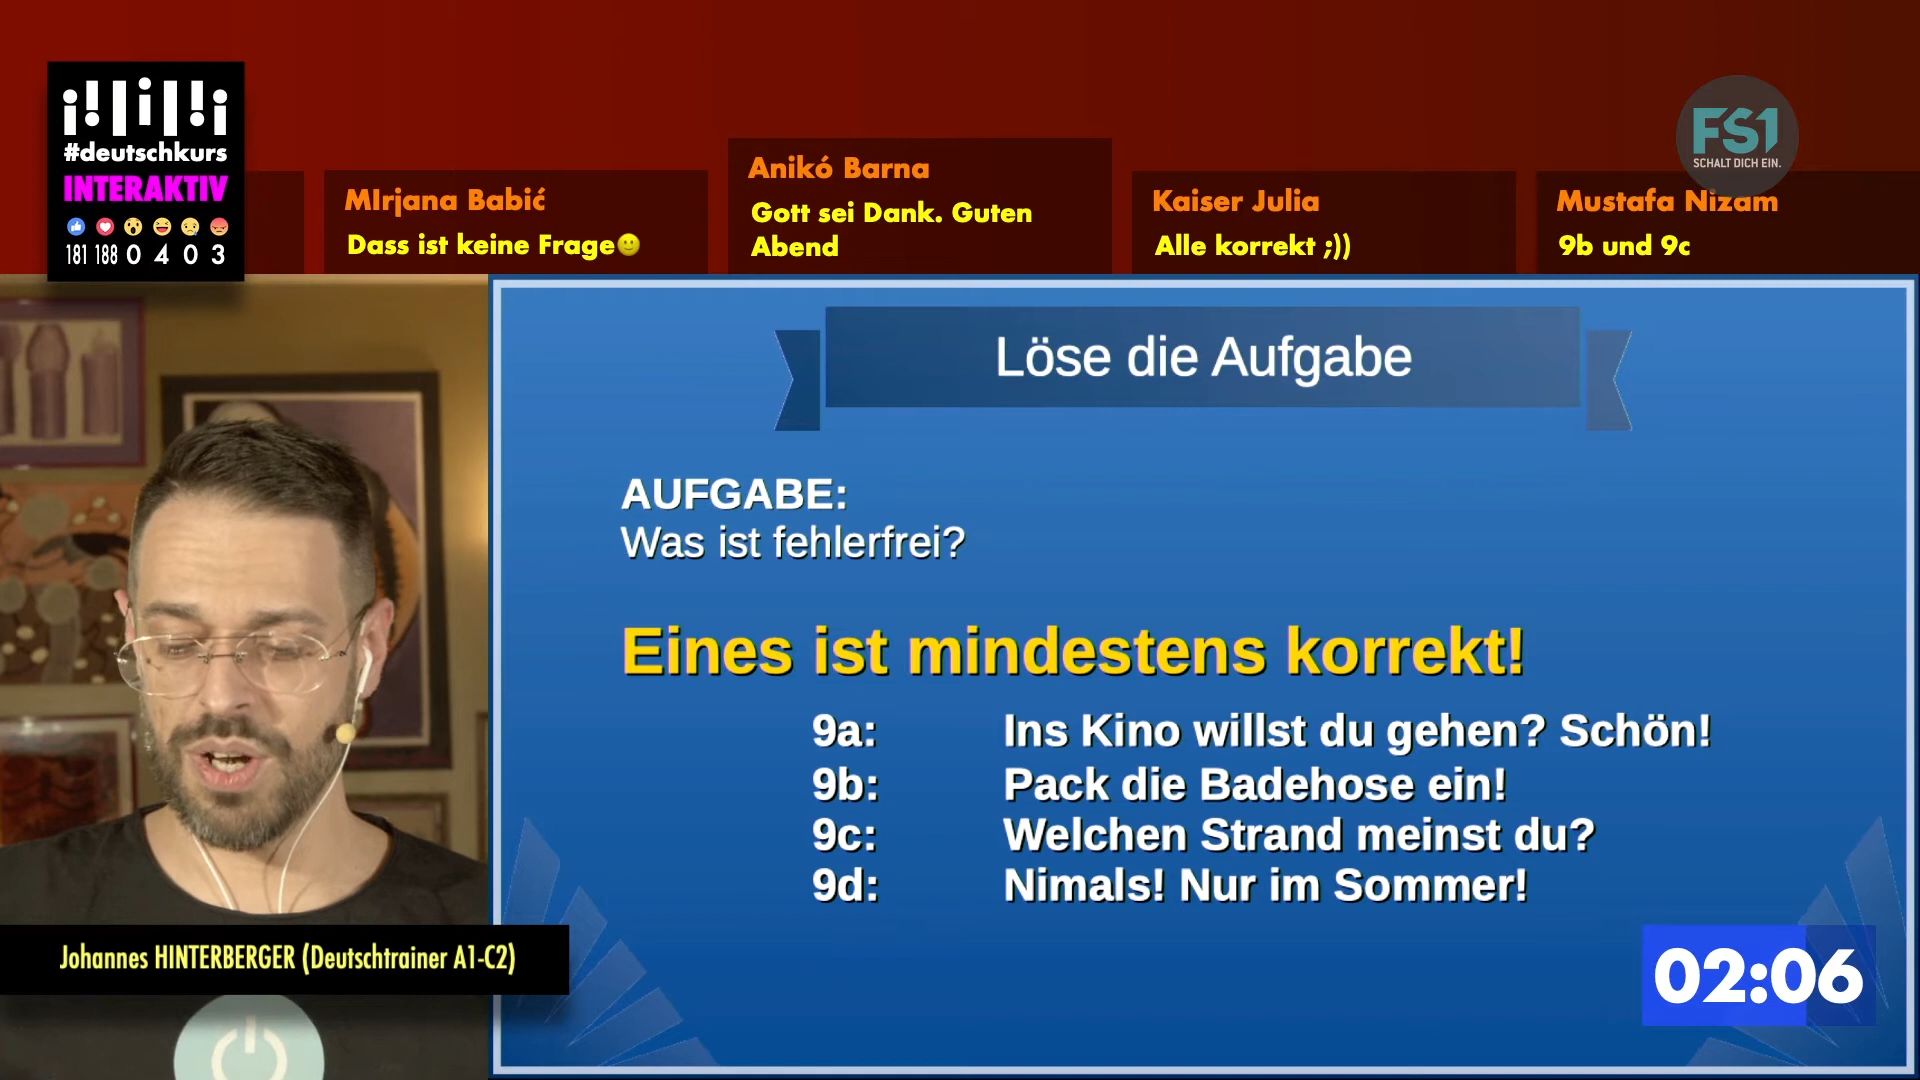 #deutschkurs
INTERAKTIV
181 188 0 4 0 3
MIrjana Babić
Dass ist keine Frage🙂
Anikó Barna
Gott sei Dank. Guten
Abend
Kaiser Julia
Alle korrekt ;))
Mustafa Nizam
9b und 9c
FS1
SCHALT DICH EIN.
Löse die Aufgabe
AUFGABE:
Was ist fehlerfrei?
Eines ist mindestens korrekt!
9a: Ins Kino willst du gehen? Schön!
9b: Pack die Badehose ein!
9c: Welchen Strand meinst du?
9d: Nimals! Nur im Sommer!
Johannes HINTERBERGER (Deutschtrainer A1-C2)
02:06